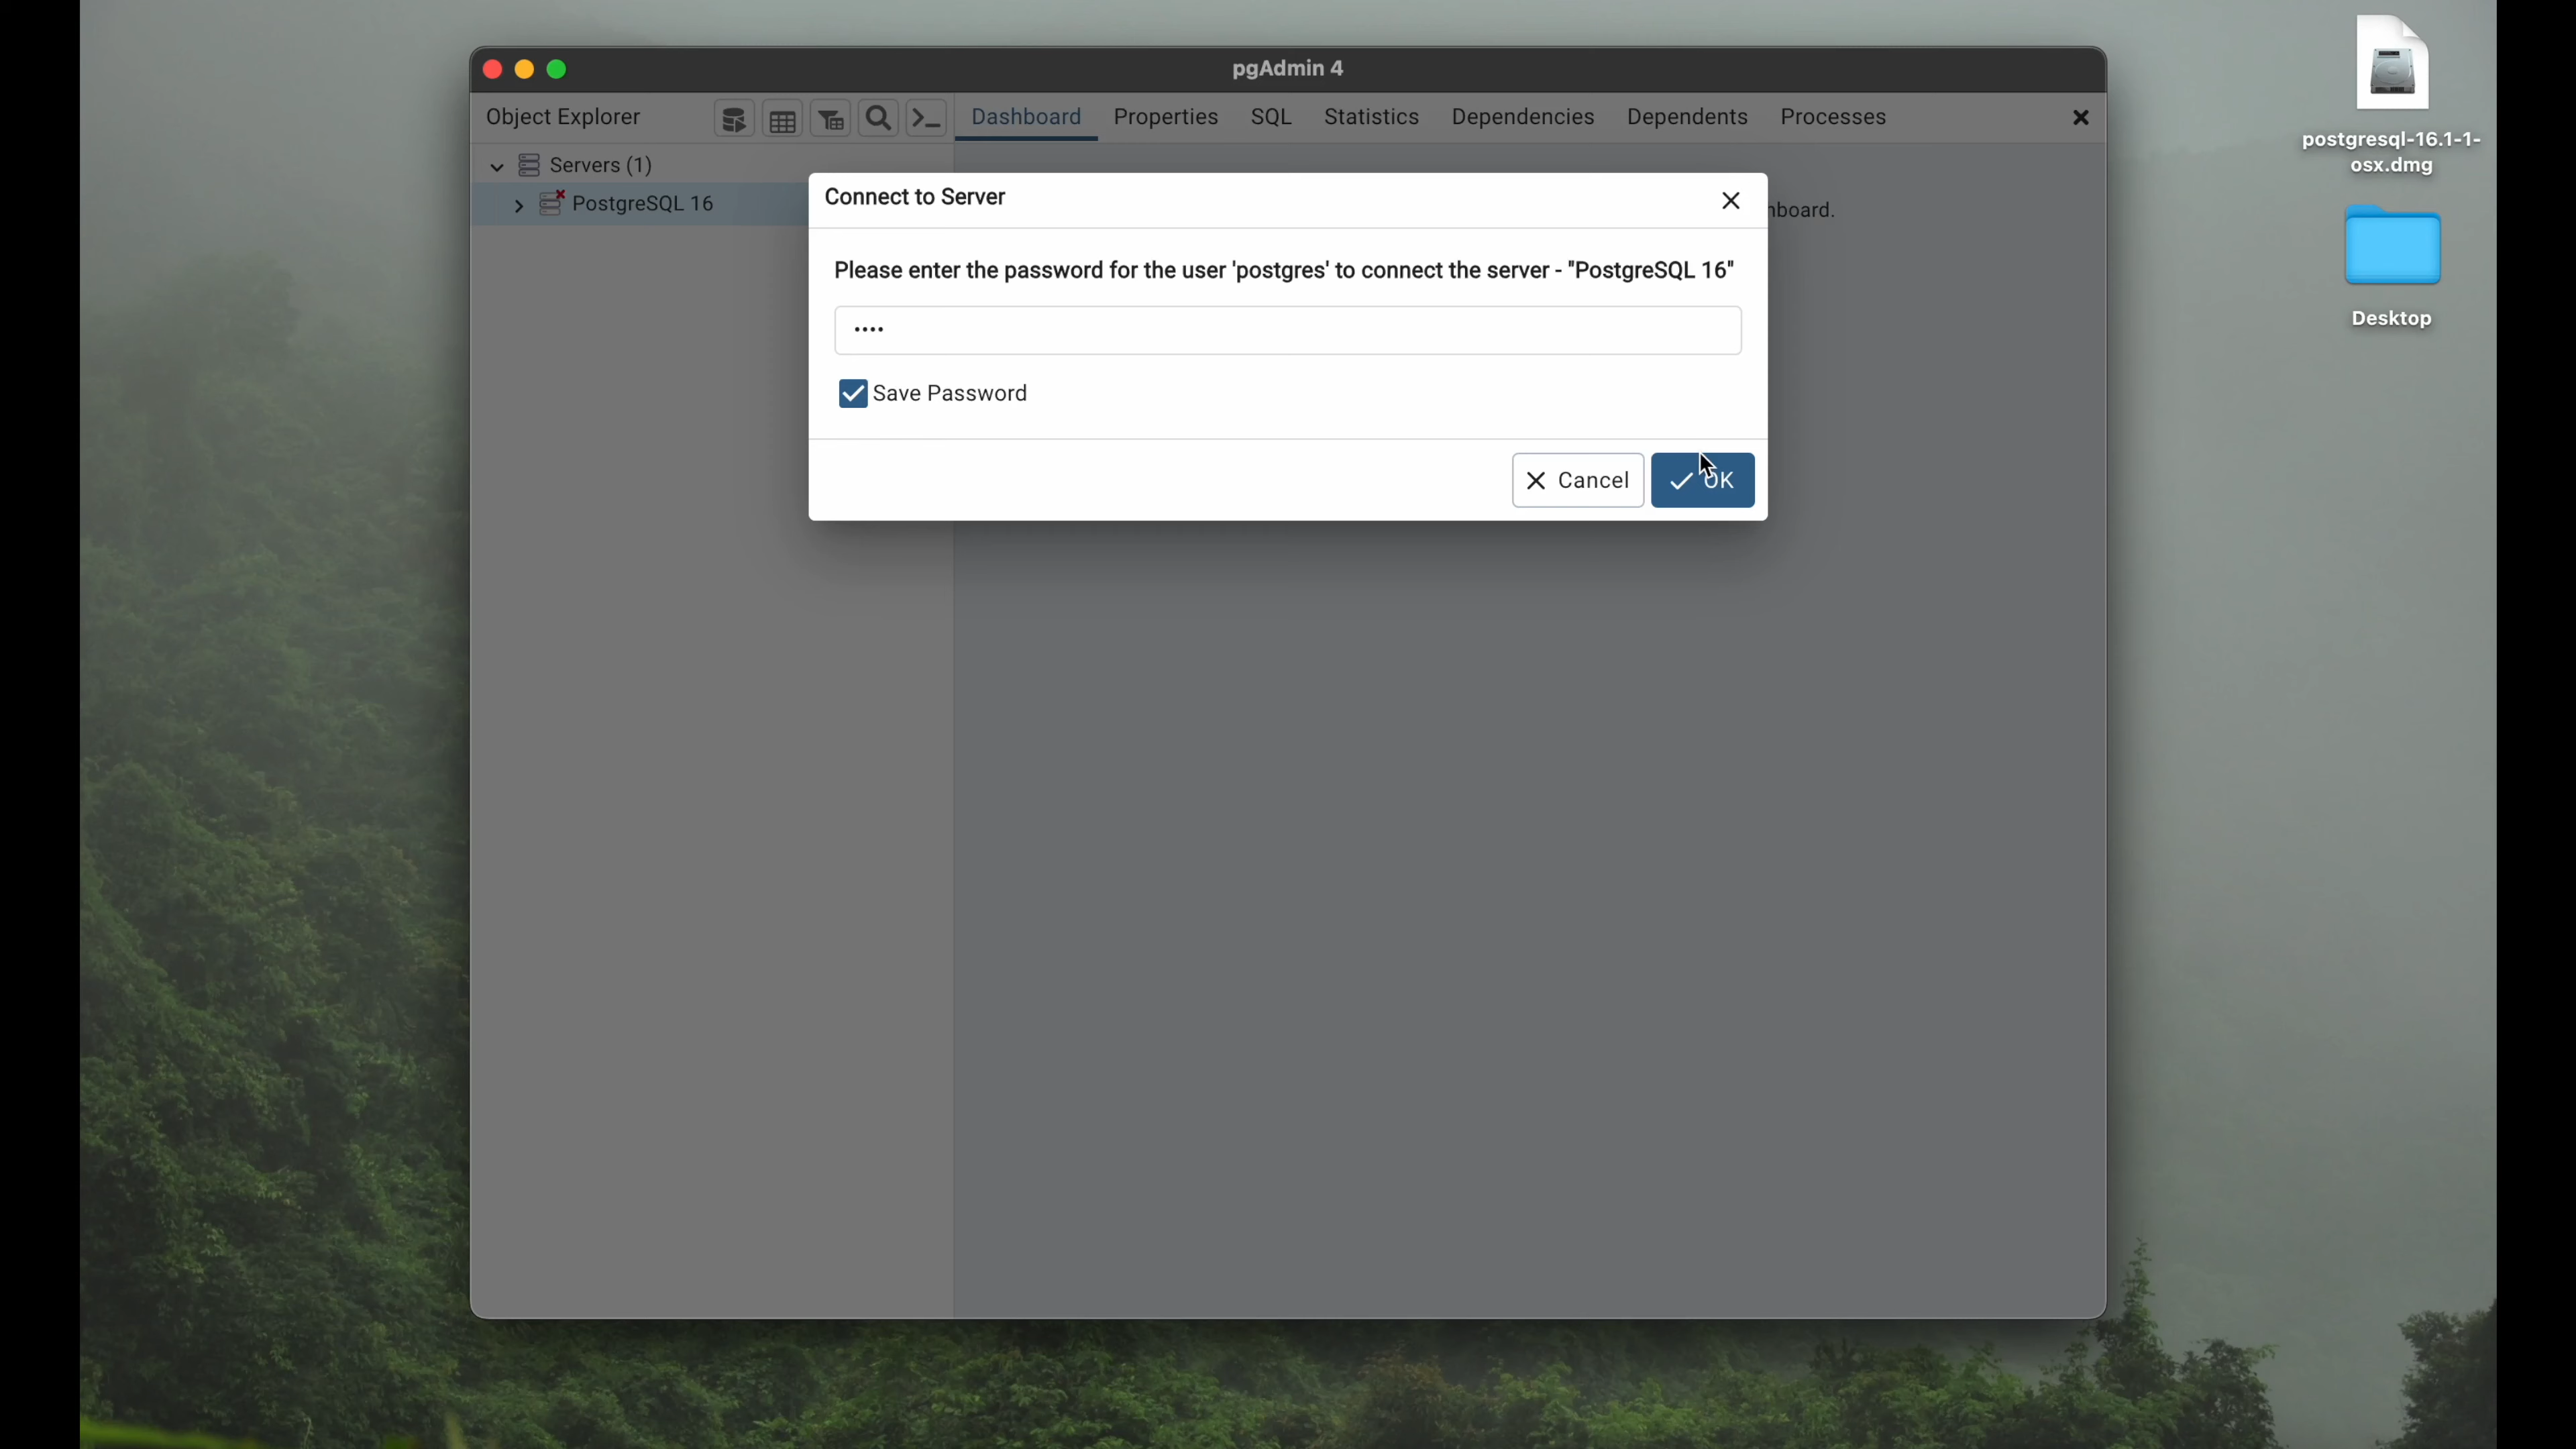 pgAdmin 4
Object Explorer
Dashboard Properties SQL Statistics Dependencies Dependents Processes
Servers (1)
PostgreSQL 16
hboard.
Connect to Server
Please enter the password for the user 'postgres' to connect the server - "PostgreSQL 16"
••••
Save Password
Cancel
OK
postgresql-16.1-1-
osx.dmg
Desktop